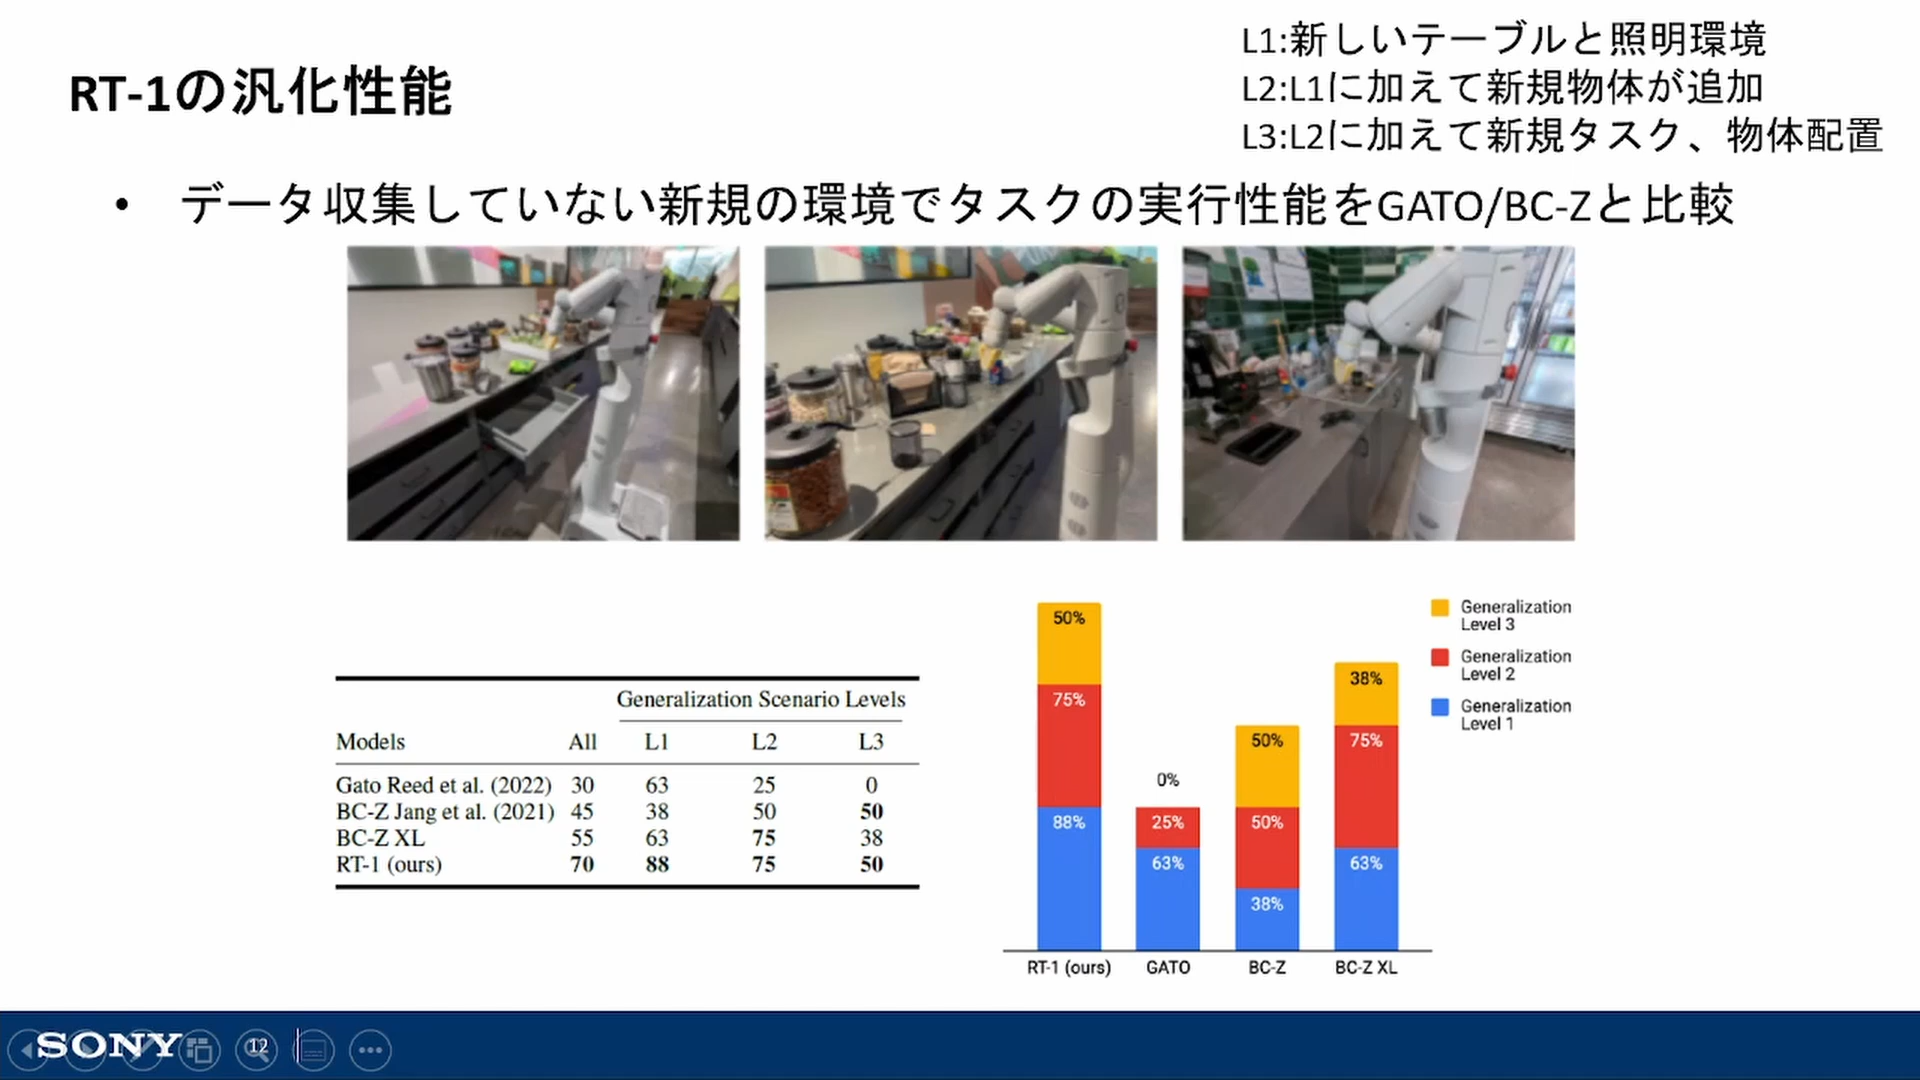 RT-1の汎化性能
L1:新しいテーブルと照明環境
L2:L1に加えて新規物体が追加
L3:L2に加えて新規タスク、物体配置
• データ収集していない新規の環境でタスクの実行性能をGATO/BC-Zと比較
Generalization Scenario Levels
Models All L1 L2 L3
Gato Reed et al. (2022) 30 63 25 0
BC-Z Jang et al. (2021) 45 38 50 50
BC-Z XL 55 63 75 38
RT-1 (ours) 70 88 75 50
50%
75%
88%
0%
25%
63%
50%
50%
38%
38%
75%
63%
RT-1 (ours) GATO BC-Z BC-Z XL
Generalization
Level 3
Generalization
Level 2
Generalization
Level 1
SONY
12